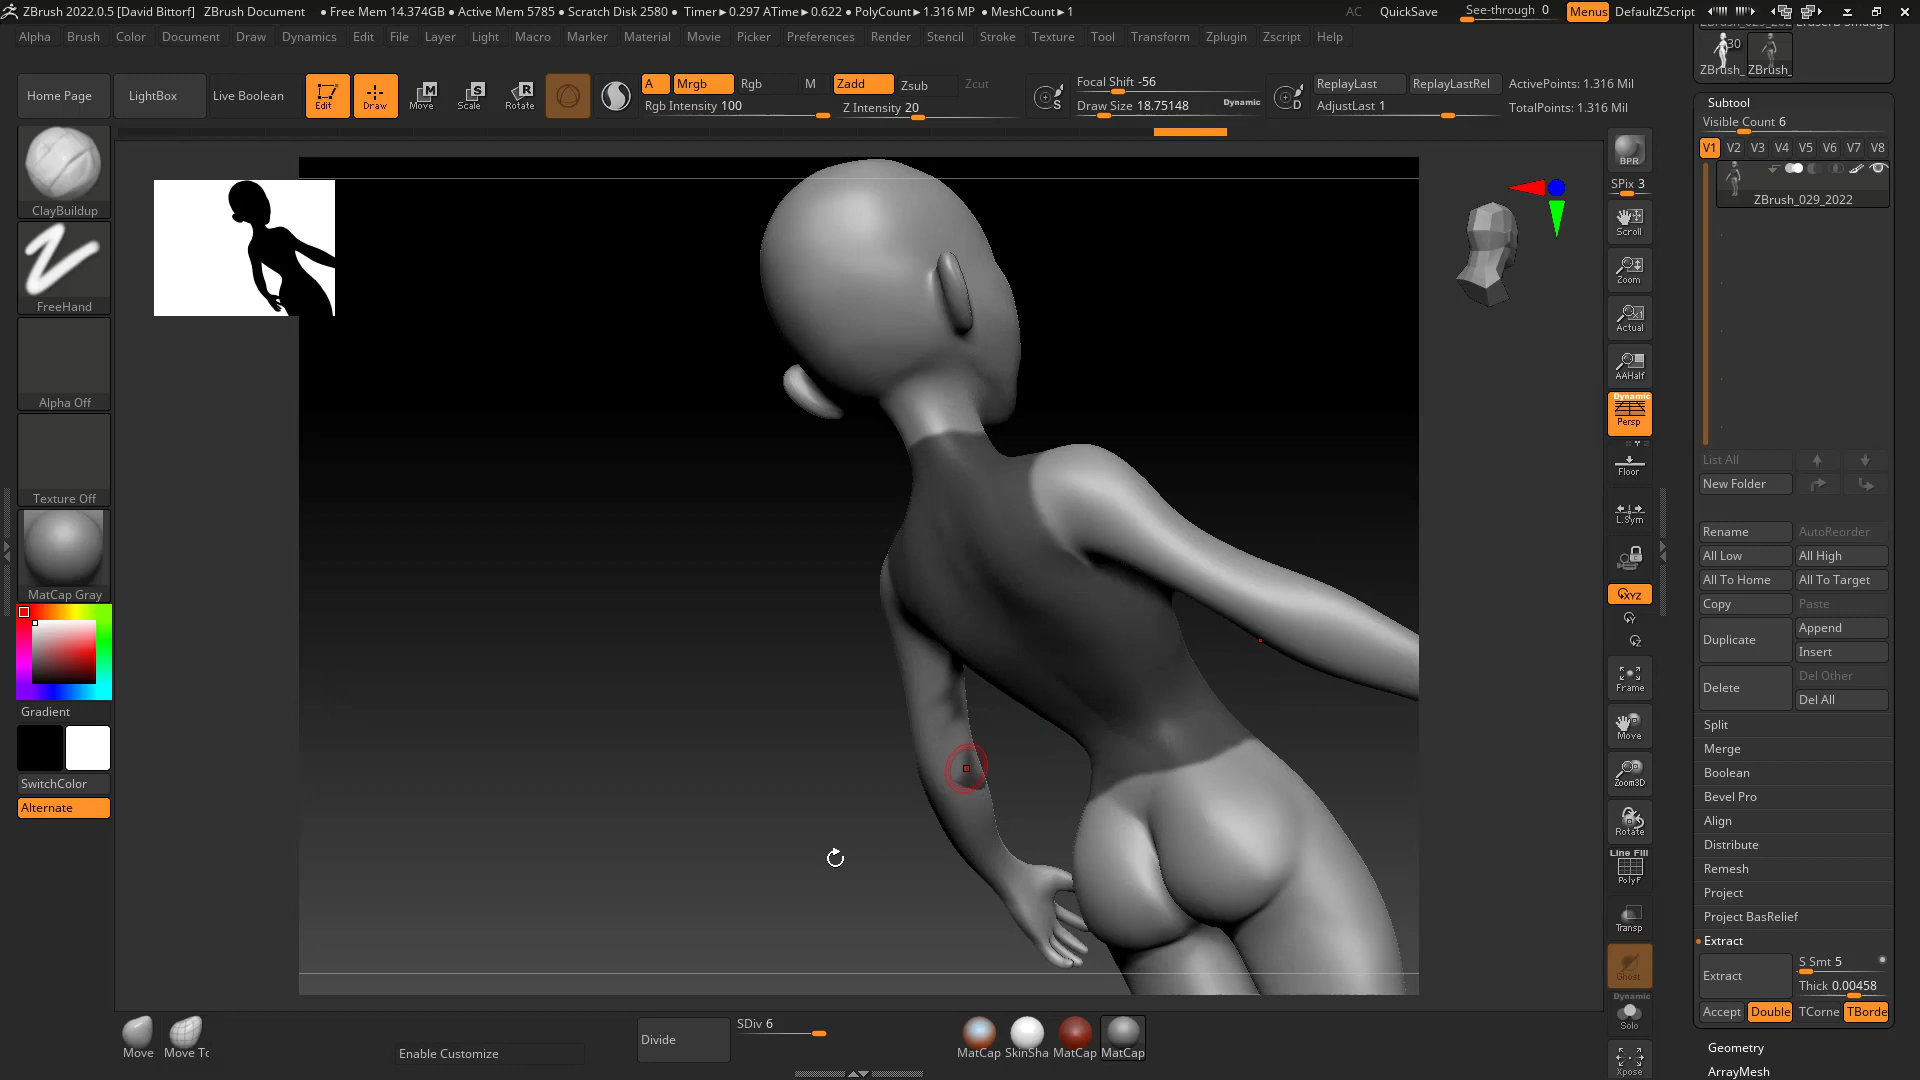 ZBrush 2022.0.5 [David Bittorf] ZBrush Document • Free Mem 14.374GB • Active Mem 5785 • Scratch Disk 2580 • Timer►0.297 ATime►0.622 • PolyCount►1.316 MP • MeshCount►1
AC QuickSave See-through 0 Menus DefaultZScript
Alpha Brush Color Document Draw Dynamics Edit File Layer Light Macro Marker Material Movie Picker Preferences Render Stencil Stroke Texture Tool Transform Zplugin Zscript Help
Home Page
LightBox
Live Boolean
Edit
Draw
Move
Scale
Rotate
A Mrgb Rgb M
Rgb Intensity 100
Zadd Zsub Zcut
Z Intensity 20
S
Focal Shift -56
Draw Size 18.75148 Dynamic
D
ReplayLast ReplayLastRel
AdjustLast 1
ActivePoints: 1.316 Mil
TotalPoints: 1.316 Mil
ClayBuildup
FreeHand
Alpha Off
Texture Off
MatCap Gray
Gradient
SwitchColor
Alternate
Move
Move Tc
Enable Customize
Divide
SDiv 6
MatCap
SkinSha
MatCap
MatCap
BPR
SPix 3
Scroll
Zoom
Actual
AAHalf
Dynamic
Persp
Floor
L.Sym
XYZ
Y
Z
Frame
Move
Zoom3D
Rotate
Line Fill
PolyF
Transp
Ghost
Dynamic
Solo
Xpose
30
ZBrush_ ZBrush_
Subtool
Visible Count 6
V1 V2 V3 V4 V5 V6 V7 V8
ZBrush_029_2022
List All
New Folder
Rename AutoReorder
All Low All High
All To Home All To Target
Copy Paste
Duplicate Append
Insert
Delete Del Other
Del All
Split
Merge
Boolean
Bevel Pro
Align
Distribute
Remesh
Project
Project BasRelief
Extract
Extract S Smt 5
Thick 0.00458
Accept Double TCorne TBorde
Geometry
ArrayMesh